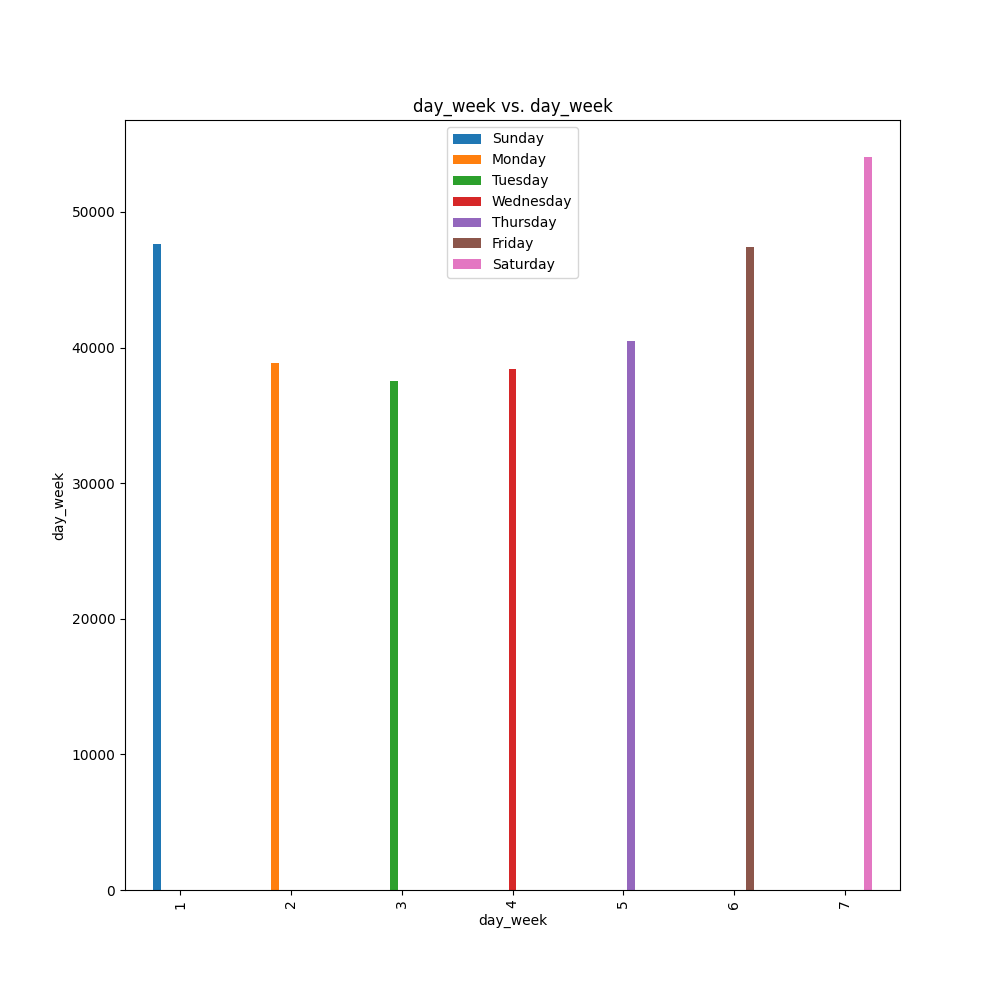 day_week vs. day_week
Sunday
Monday
Tuesday
Wednesday
Thursday
Friday
Saturday
50000
40000
30000
20000
10000
0
day_week
1 2 3 4 5 6 7
day_week